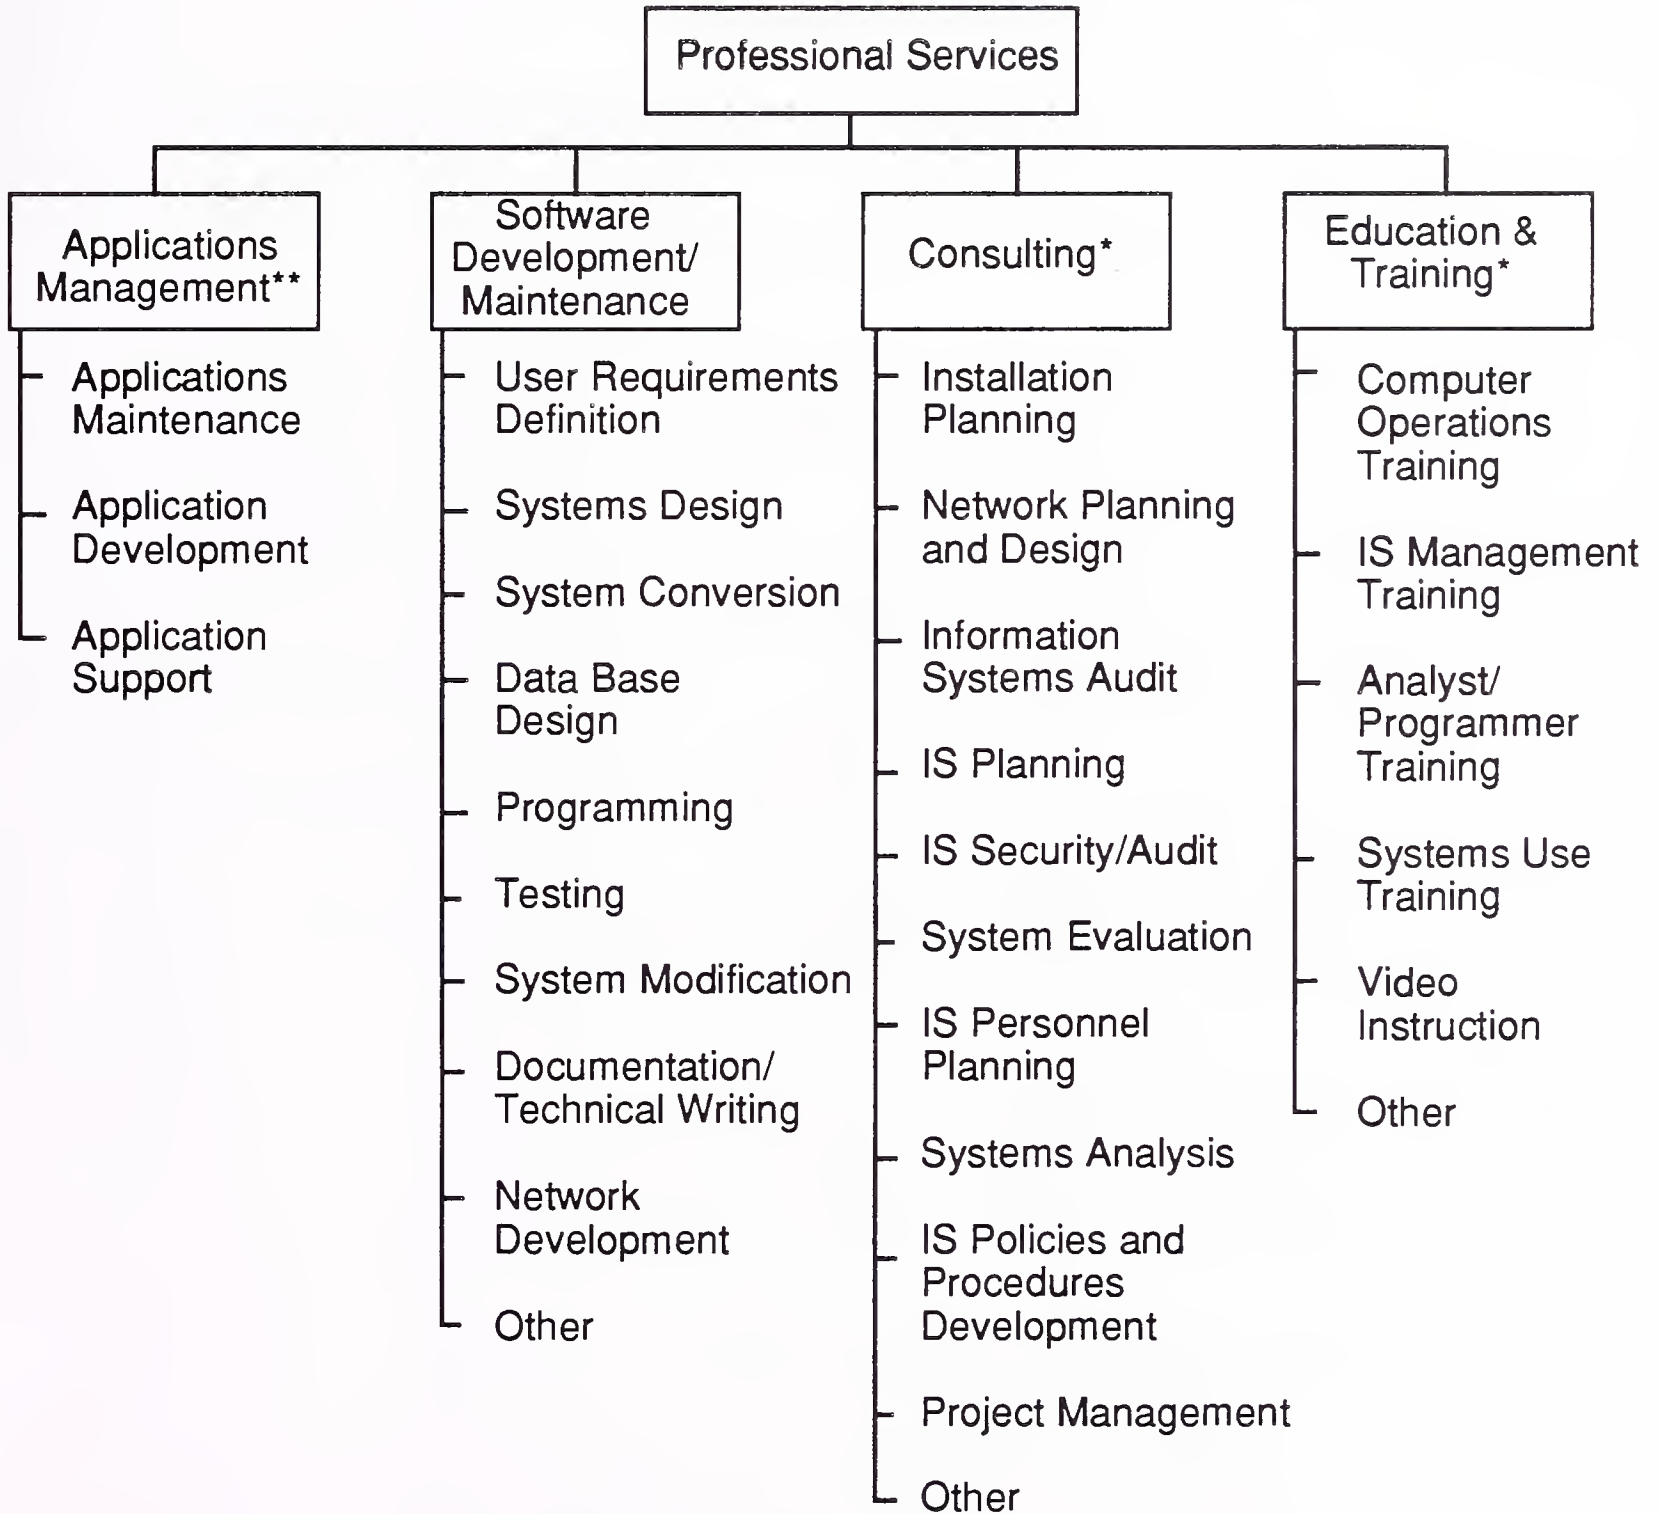 Professional Services
Applications
Management**
Applications
Maintenance
Application
Development
Application
Support
Software
Development/
Maintenance
User Requirements
Definition
Systems Design
System Conversion
Data Base
Design
Programming
Testing
System Modification
Documentation/
Technical Writing
Network
Development
Other
Consulting*
Installation
Planning
Network Planning
and Design
Information
Systems Audit
IS Planning
IS Security/Audit
System Evaluation
IS Personnel
Planning
Systems Analysis
IS Policies and
Procedures
Development
Project Management
Other
Education &
Training*
Computer
Operations
Training
IS Management
Training
Analyst/
Programmer
Training
Systems Use
Training
Video
Instruction
Other